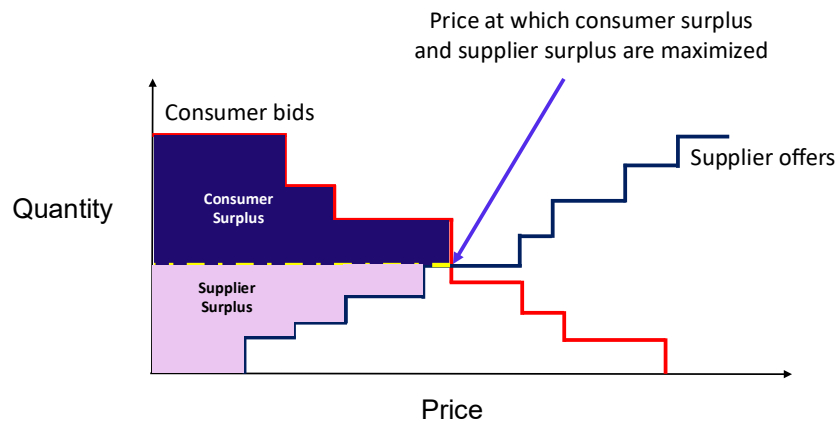 Price at which consumer surplus
and supplier surplus are maximized
Consumer bids
Supplier offers
Consumer
Surplus
Quantity
Supplier
Surplus
Price